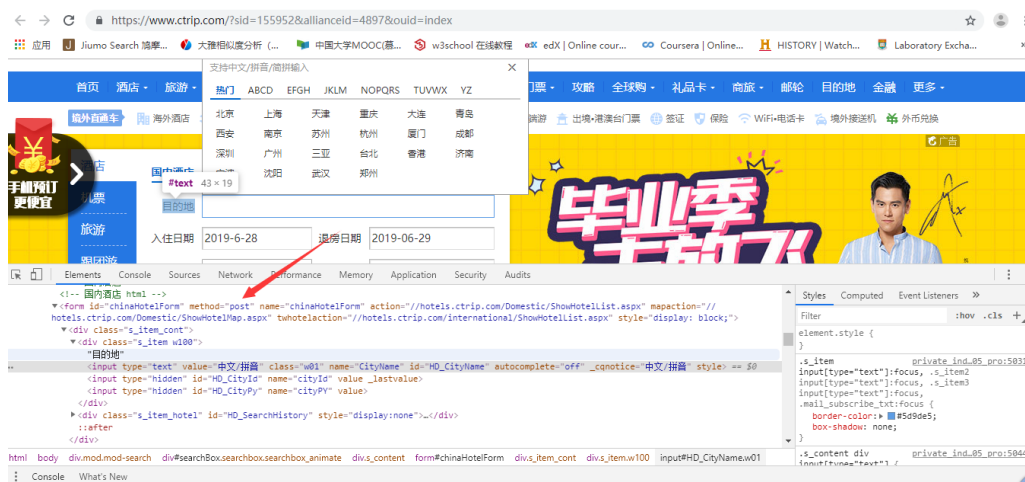 https://www.ctrip.com/?sid=155952&allianceid=4897&ouid=index
应用 Jiumo Search 鸠摩... 大雅相似度分析 (... 中国大学MOOC(慕... w3school 在线教程 edX | Online cour... Coursera | Online... HISTORY | Watch... Laboratory Excha...
支持中文/拼音/简拼输入
首页 酒店 旅游 门票 攻略 全球购 礼品卡 商旅 邮轮 目的地 金融 更多
热门 ABCD EFGH JKLM NOPQRS TUVWX YZ
境外直通车 海外酒店 游 出境·港澳台门票 签证 保险 WiFi·电话卡 境外接送机 外币兑换
北京 上海 天津 重庆 大连 青岛
西安 南京 苏州 杭州 厦门 成都
广告
深圳 广州 三亚 台北 香港 济南
沈阳 武汉 郑州
酒店
国内酒店
#text 43 × 19
手机预订
更便宜
机票
目的地
毕业季
旅游
入住日期 2019-6-28 退房日期 2019-06-29
跟团游
Elements Console Sources Network Performance Memory Application Security Audits
<!-- 国内酒店 html -->
▼<form id="chinaHotelForm" method="post" name="chinaHotelForm" action="//hotels.ctrip.com/Domestic/ShowHotelList.aspx" mapaction="//
hotels.ctrip.com/Domestic/ShowHotelMap.aspx" twhotelaction="//hotels.ctrip.com/international/ShowHotelList.aspx" style="display: block;">
▼<div class="s_item_cont">
▼<div class="s_item w100">
"目的地"
<input type="text" value="中文/拼音" class="w01" name="CityName" id="HD_CityName" autocomplete="off" _cqnotice="中文/拼音" style> == $0
<input type="hidden" id="HD_CityId" name="cityId" value _lastvalue>
<input type="hidden" id="HD_CityPy" name="cityPY" value>
</div>
▶<div class="s_item_hotel" id="HD_SearchHistory" style="display:none">…</div>
::after
</div>
html body div.mod.mod-search div#searchBox.searchbox.searchbox_animate div.s_content form#chinaHotelForm div.s_item_cont div.s_item.w100 input#HD_CityName.w01
Styles Computed Event Listeners »
Filter :hov .cls +
element.style {
}
.s_item private_ind…05_pro:5031
input[type="text"]:focus, .s_item2
input[type="text"]:focus, .s_item3
input[type="text"]:focus,
.mail_subscribe_txt:focus {
border-color:▶ #5d9de5;
box-shadow: none;
}
.s_content div private_ind…05_pro:5044
input[type="text"] {
Console What's New